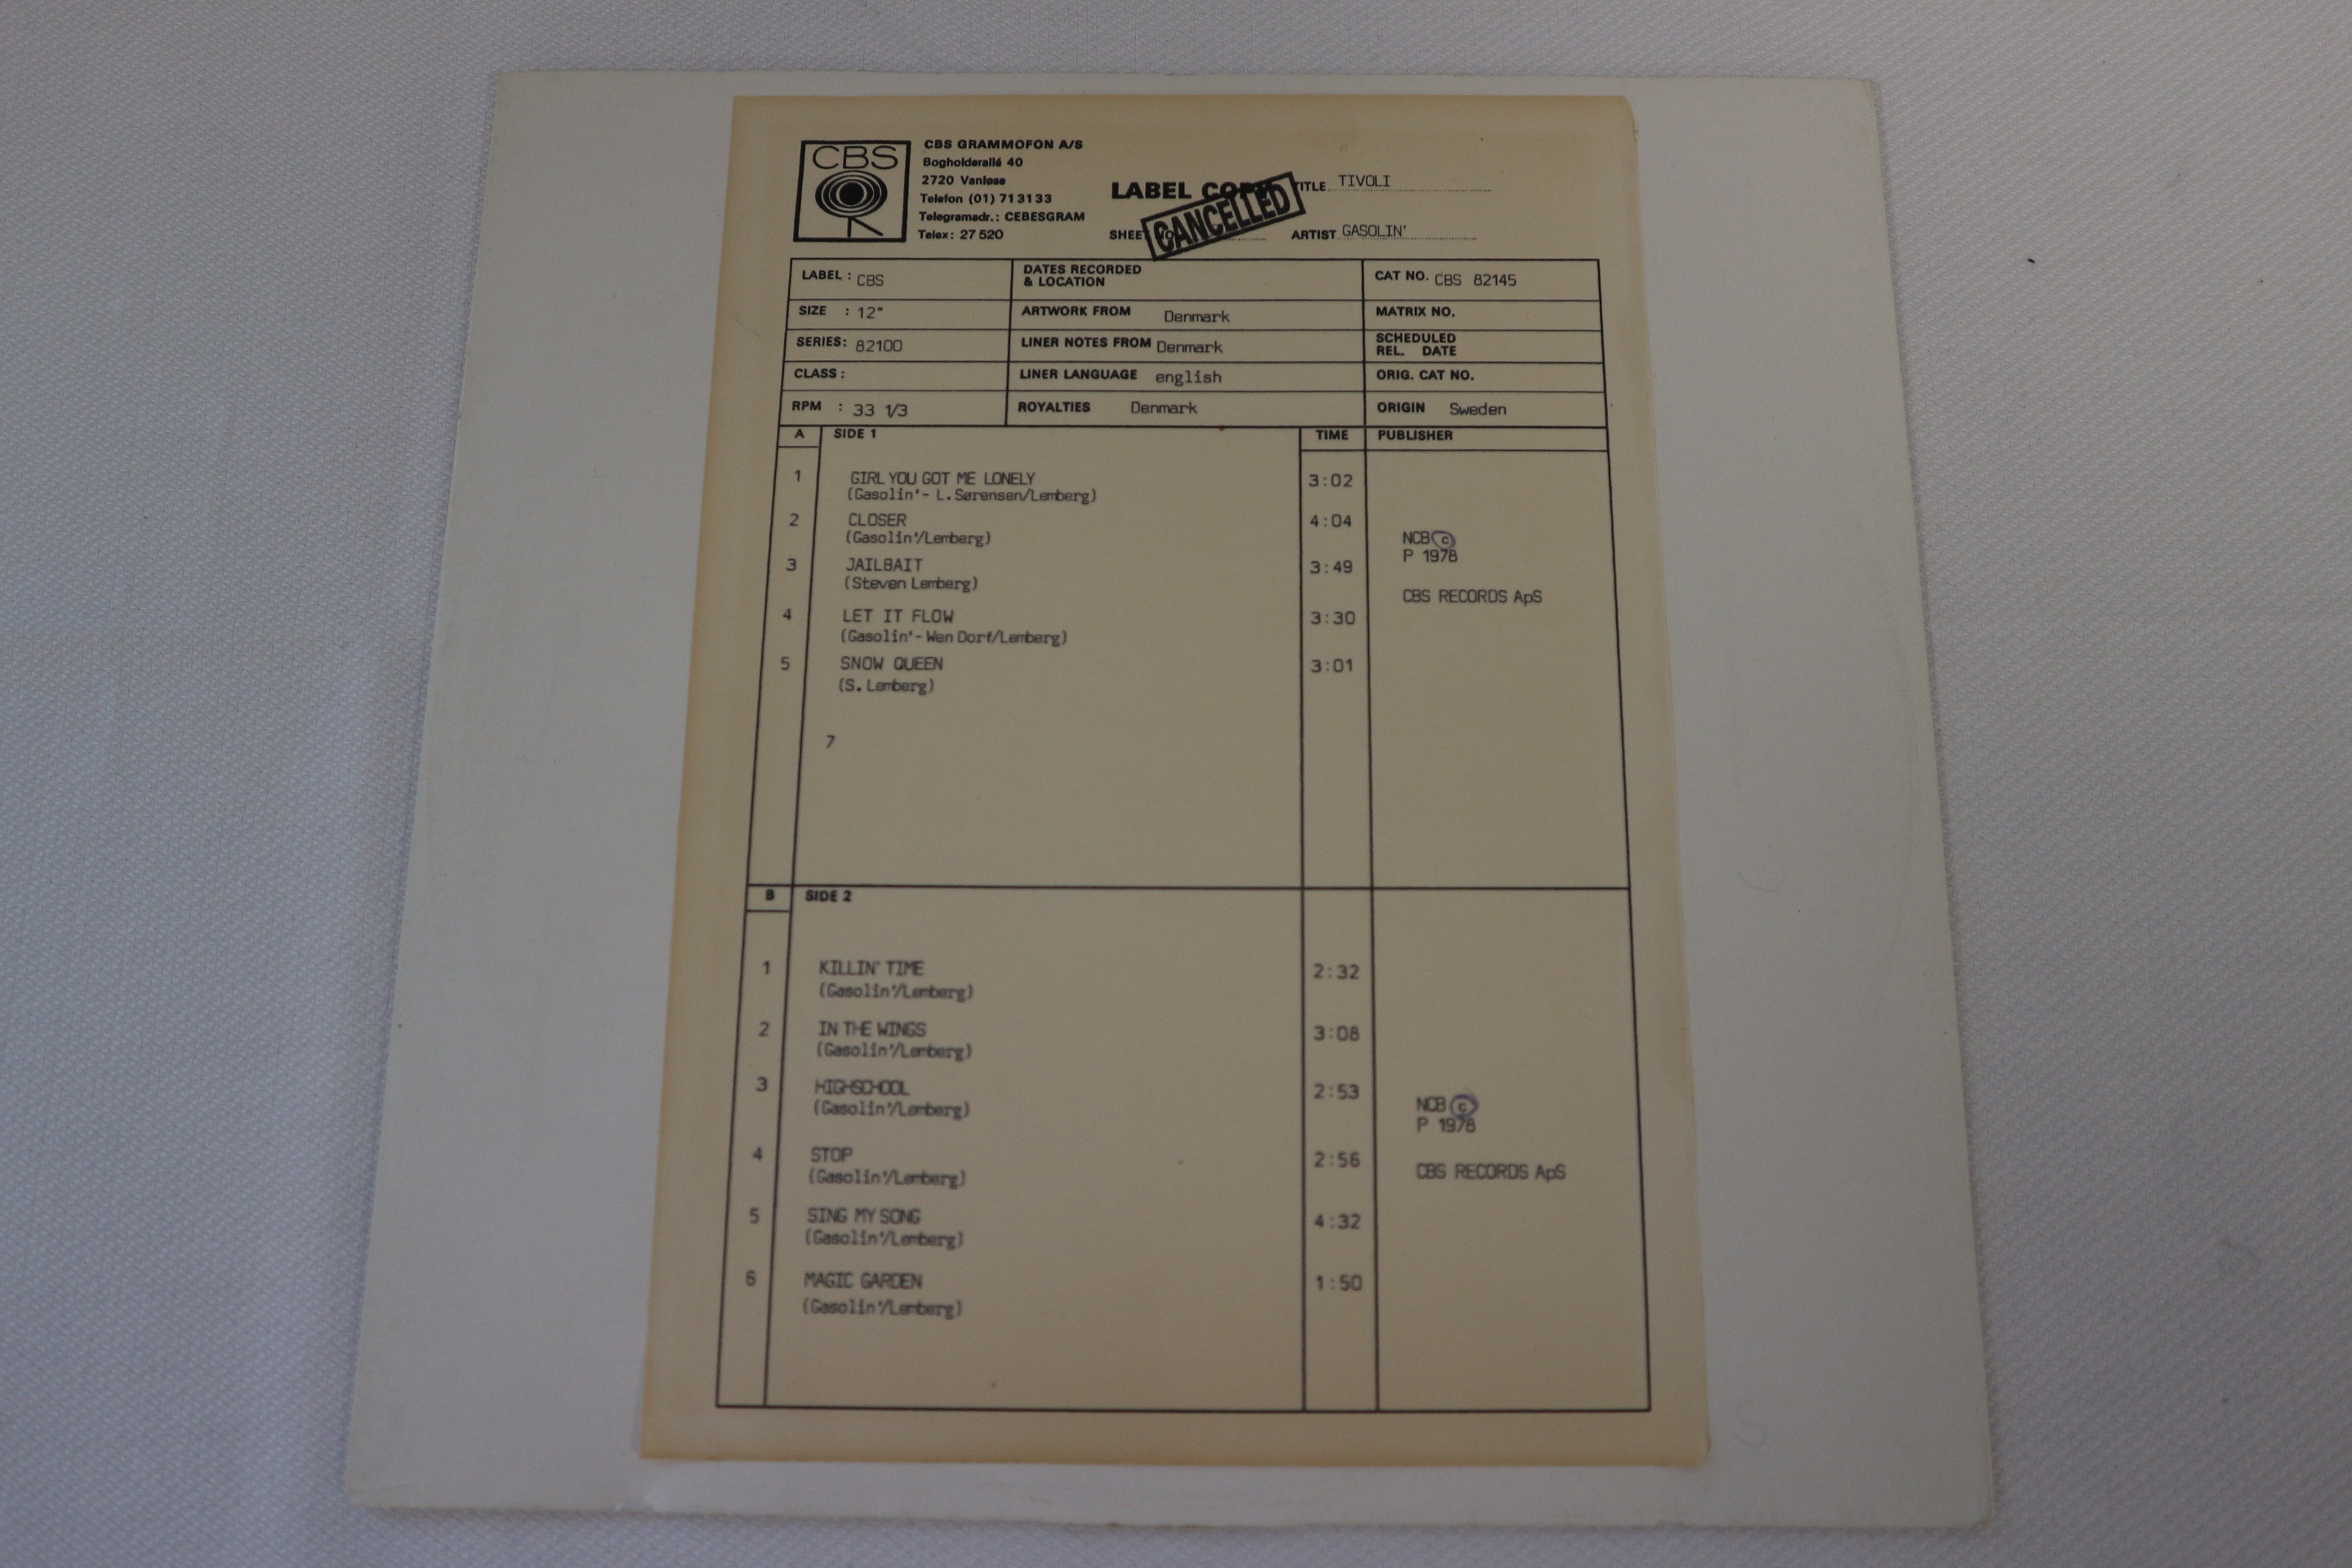 CBS
CBS GRAMMOFON A/S
Bogholderallé 40
2720 Vanløse
Telefon (01) 713133
Telegramadr.: CEBESGRAM
Telex: 27 520
LABEL COPY TITLE TIVOLI
CANCELLED
SHEET NO ARTIST GASOLIN'
LABEL : CBS DATES RECORDED & LOCATION CAT NO. CBS 82145
SIZE : 12" ARTWORK FROM Denmark MATRIX NO.
SERIES: 82100 LINER NOTES FROM Denmark SCHEDULED REL. DATE
CLASS : LINER LANGUAGE english ORIG. CAT NO.
RPM : 33 1/3 ROYALTIES Denmark ORIGIN Sweden
A SIDE 1 TIME PUBLISHER
1 GIRL YOU GOT ME LONELY 3:02
(Gasolin'- L.Sørensen/Lemberg)
2 CLOSER 4:04
(Gasolin'/Lemberg)
NCB c
P 1978
3 JAILBAIT 3:49
(Steven Lemberg)
CBS RECORDS ApS
4 LET IT FLOW 3:30
(Gasolin'- Wen Dorf/Lemberg)
5 SNOW QUEEN 3:01
(S. Lemberg)
7
B SIDE 2
1 KILLIN' TIME 2:32
(Gasolin'/Lemberg)
2 IN THE WINGS 3:08
(Gasolin'/Lemberg)
3 HIGHSCHOOL 2:53
(Gasolin'/Lemberg)
NCB c
P 1978
4 STOP 2:56
(Gasolin'/Lemberg)
CBS RECORDS ApS
5 SING MY SONG 4:32
(Gasolin'/Lemberg)
6 MAGIC GARDEN 1:50
(Gasolin'/Lemberg)